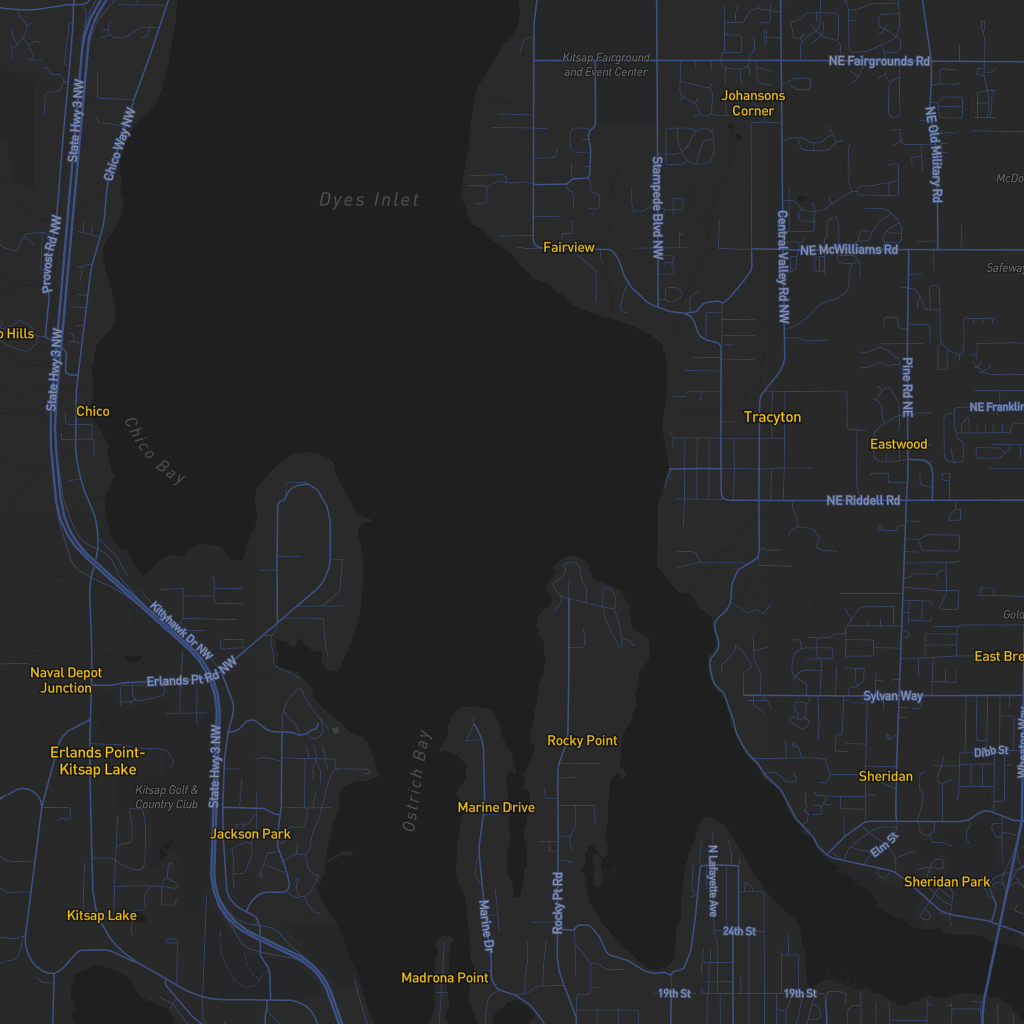 Kitsap Fairground
and Event Center
NE Fairgrounds Rd
Johansons
Corner
State Hwy 3 NW
Chico Way NW
NE Old Military Rd
McDo
Dyes Inlet
Stampede Blvd NW
Central Valley Rd NW
Provost Rd NW
Fairview
NE McWilliams Rd
Safeway
o Hills
State Hwy 3 NW
Pine Rd NE
Chico
NE Franklin
Tracyton
Chico Bay
Eastwood
NE Riddell Rd
Kittyhawk Dr NW
Gold
East Bre
Naval Depot
Junction
Erlands Pt Rd NW
Sylvan Way
Wheaton Way
Rocky Point
Erlands Point-
Kitsap Lake
State Hwy 3 NW
Dibb St
Sheridan
Ostrich Bay
Kitsap Golf &
Country Club
Marine Drive
Jackson Park
Elm St
N Lafayette Ave
Sheridan Park
Rocky Pt Rd
Kitsap Lake
Marine Dr
24th St
Madrona Point
19th St
19th St